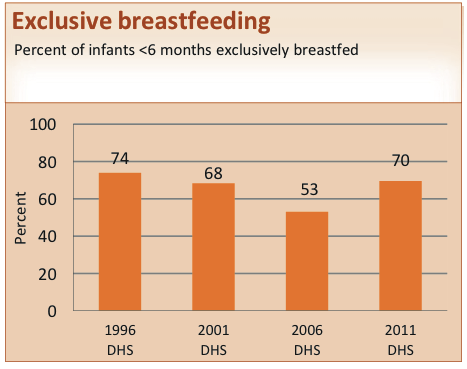 Exclusive breastfeeding
Percent of infants <6 months exclusively breastfed
100
80
60
40
20
0
Percent
74
68
53
70
1996
DHS
2001
DHS
2006
DHS
2011
DHS